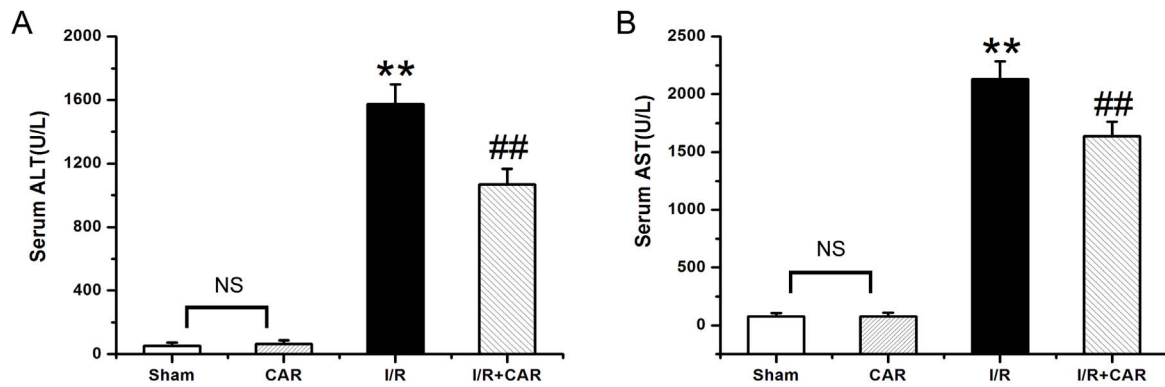 A
Serum ALT(U/L)
2000
1600
1200
800
400
0
**
##
NS
Sham CAR I/R I/R+CAR
B
Serum AST(U/L)
2500
2000
1500
1000
500
0
**
##
NS
Sham CAR I/R I/R+CAR